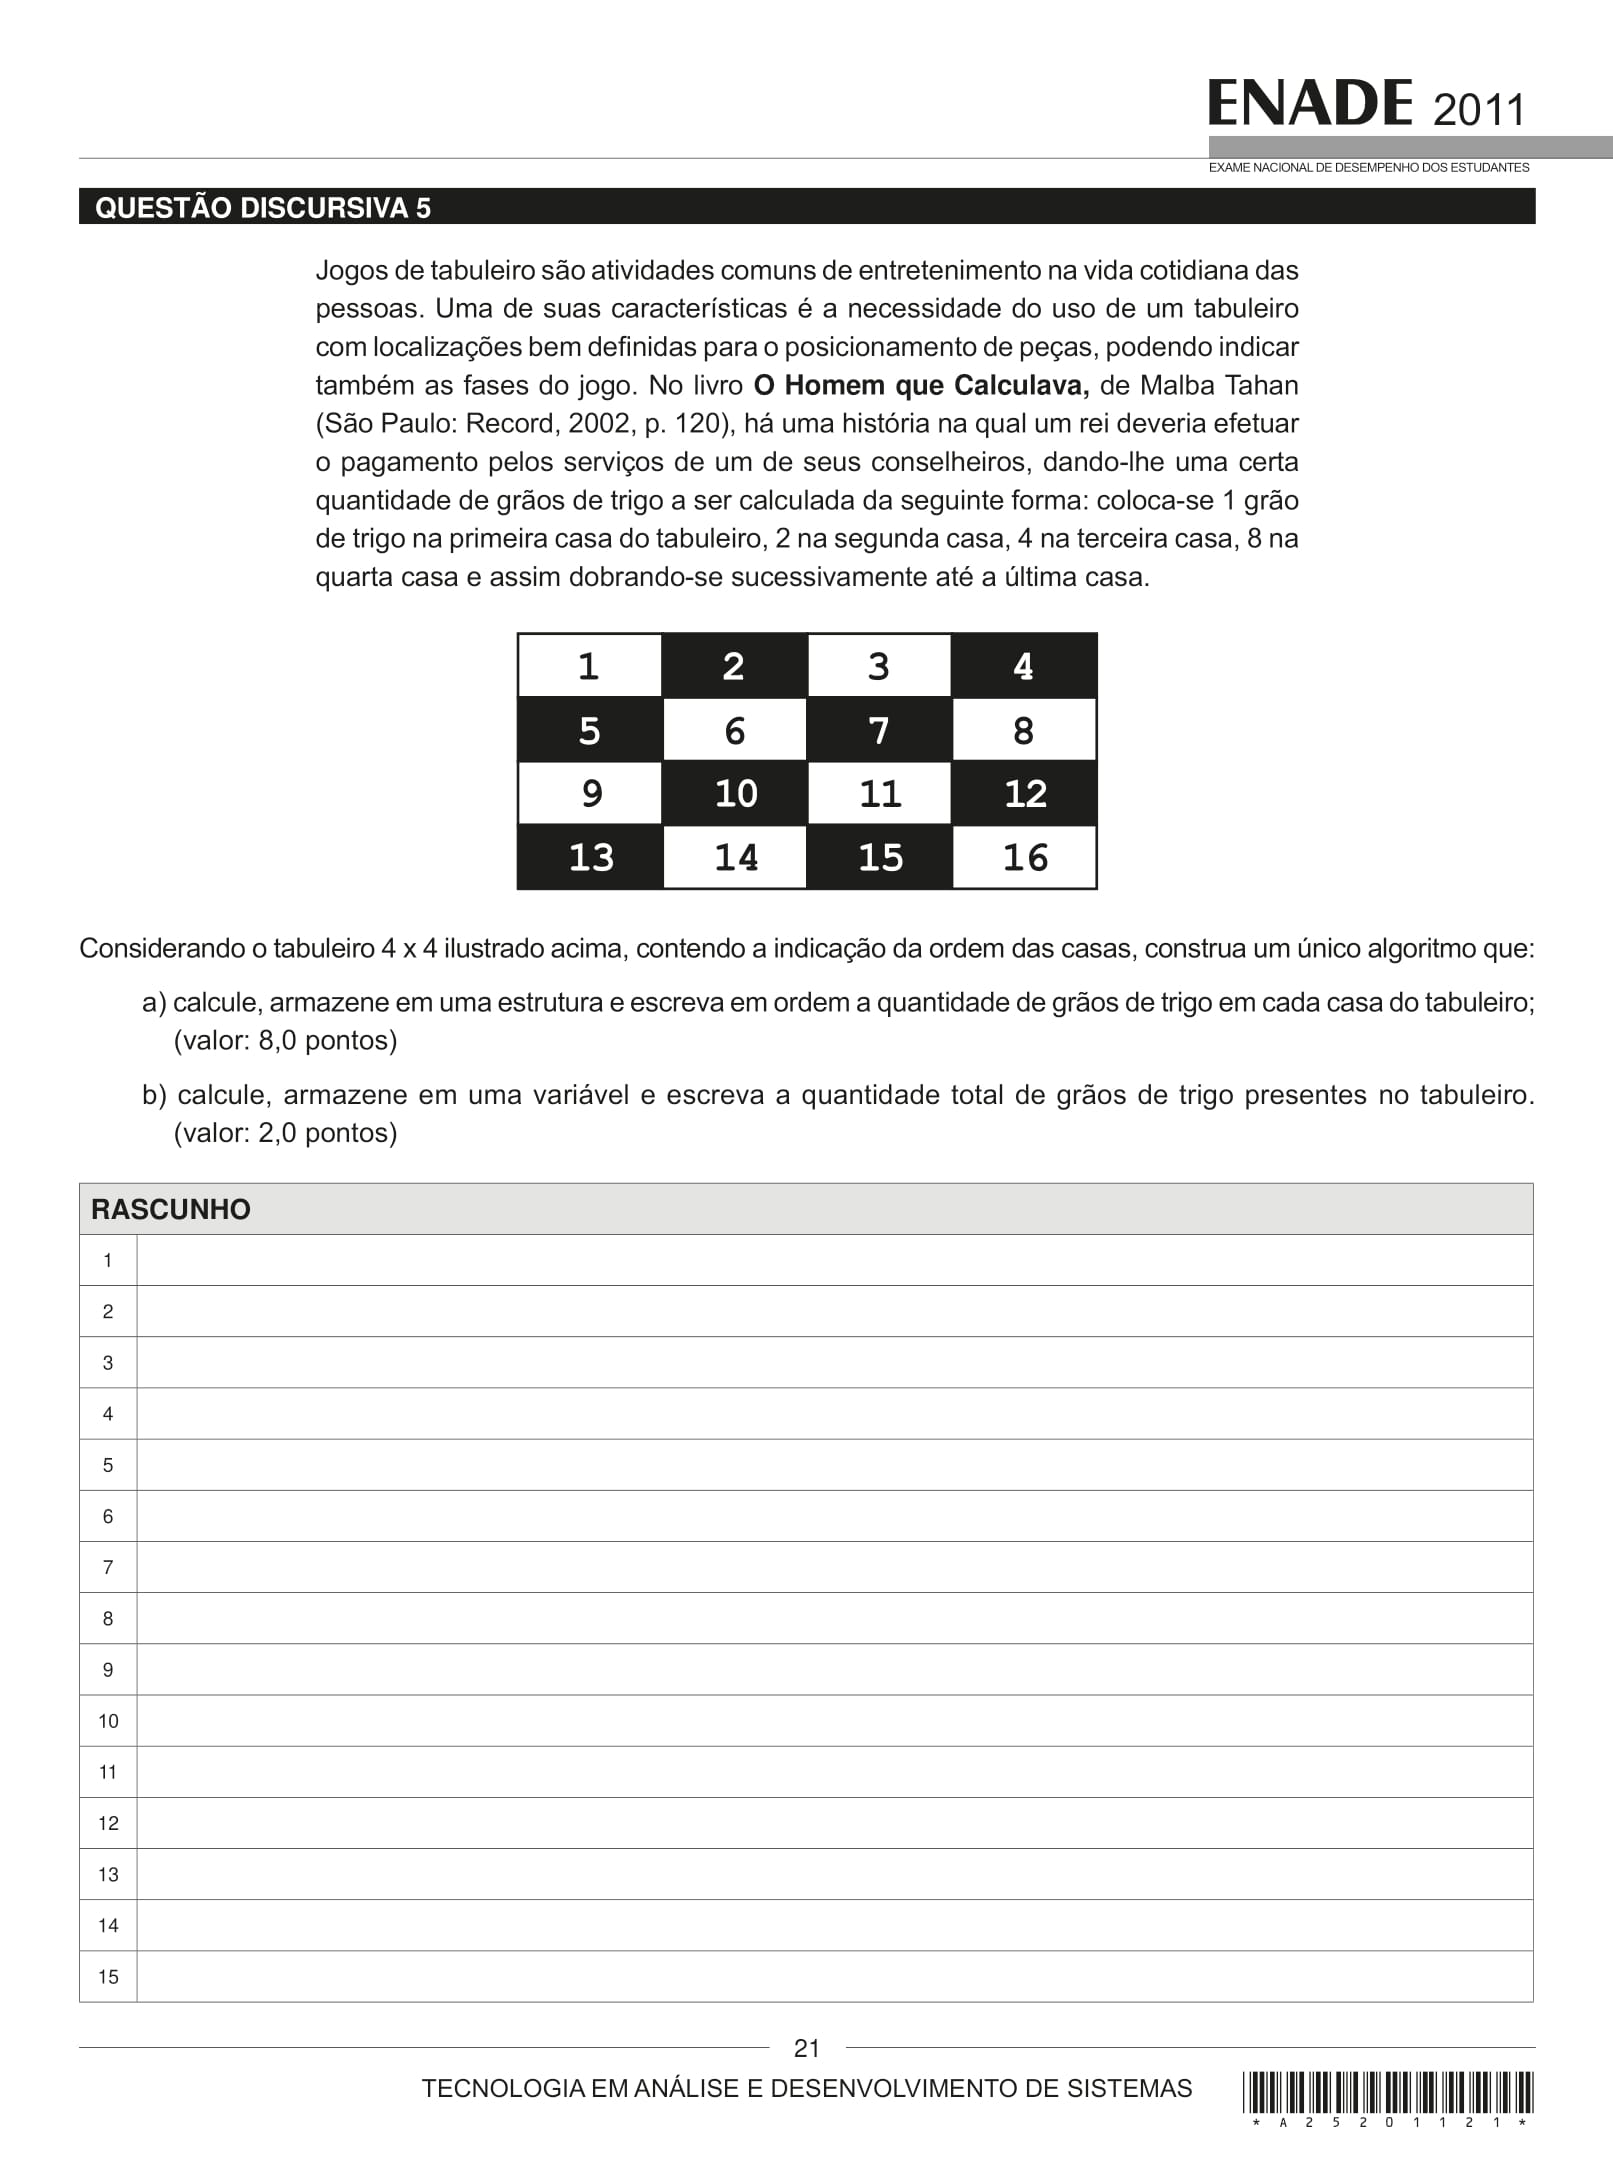 ENADE 2011
EXAME NACIONAL DE DESEMPENHO DOS ESTUDANTES
QUESTÃO DISCURSIVA 5
Jogos de tabuleiro são atividades comuns de entretenimento na vida cotidiana das
pessoas. Uma de suas características é a necessidade do uso de um tabuleiro
com localizações bem definidas para o posicionamento de peças, podendo indicar
também as fases do jogo. No livro O Homem que Calculava, de Malba Tahan
(São Paulo: Record, 2002, p. 120), há uma história na qual um rei deveria efetuar
o pagamento pelos serviços de um de seus conselheiros, dando-lhe uma certa
quantidade de grãos de trigo a ser calculada da seguinte forma: coloca-se 1 grão
de trigo na primeira casa do tabuleiro, 2 na segunda casa, 4 na terceira casa, 8 na
quarta casa e assim dobrando-se sucessivamente até a última casa.
1 2 3 4
5 6 7 8
9 10 11 12
13 14 15 16
Considerando o tabuleiro 4 x 4 ilustrado acima, contendo a indicação da ordem das casas, construa um único algoritmo que:
a) calcule, armazene em uma estrutura e escreva em ordem a quantidade de grãos de trigo em cada casa do tabuleiro;
(valor: 8,0 pontos)
b) calcule, armazene em uma variável e escreva a quantidade total de grãos de trigo presentes no tabuleiro.
(valor: 2,0 pontos)
RASCUNHO
1
2
3
4
5
6
7
8
9
10
11
12
13
14
15
21
TECNOLOGIA EM ANÁLISE E DESENVOLVIMENTO DE SISTEMAS
* A 2 5 2 0 1 1 2 1 *